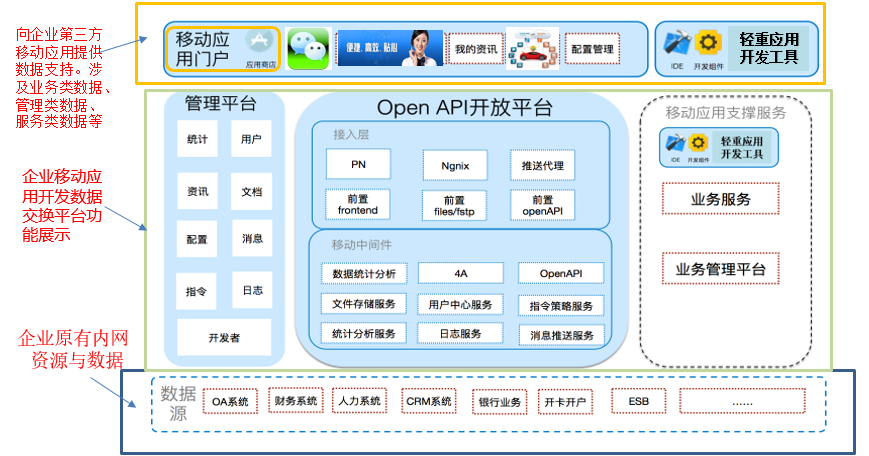 向企业第三方
移动应用提供
数据支持。涉
及业务类数据、
管理类数据、
服务类数据等
移动应
用门户
应用商店
便捷. 高效. 贴心
我的资讯
配置管理
IDE 开发组件
轻重应用
开发工具
企业移动应
用开发数据
交换平台功
能展示
管理平台
统计 用户
资讯 文档
配置 消息
指令 日志
开发者
Open API开放平台
接入层
PN Ngnix 推送代理
前置
frontend
前置
files/fstp
前置
openAPI
移动中间件
数据统计分析 4A OpenAPI
文件存储服务 用户中心服务 指令策略服务
统计分析服务 日志服务 消息推送服务
移动应用支撑服务
IDE 开发组件
轻重应用
开发工具
业务服务
业务管理平台
企业原有内网
资源与数据
数据
源
OA系统 财务系统 人力系统 CRM系统 银行业务 开卡开户 ESB ......